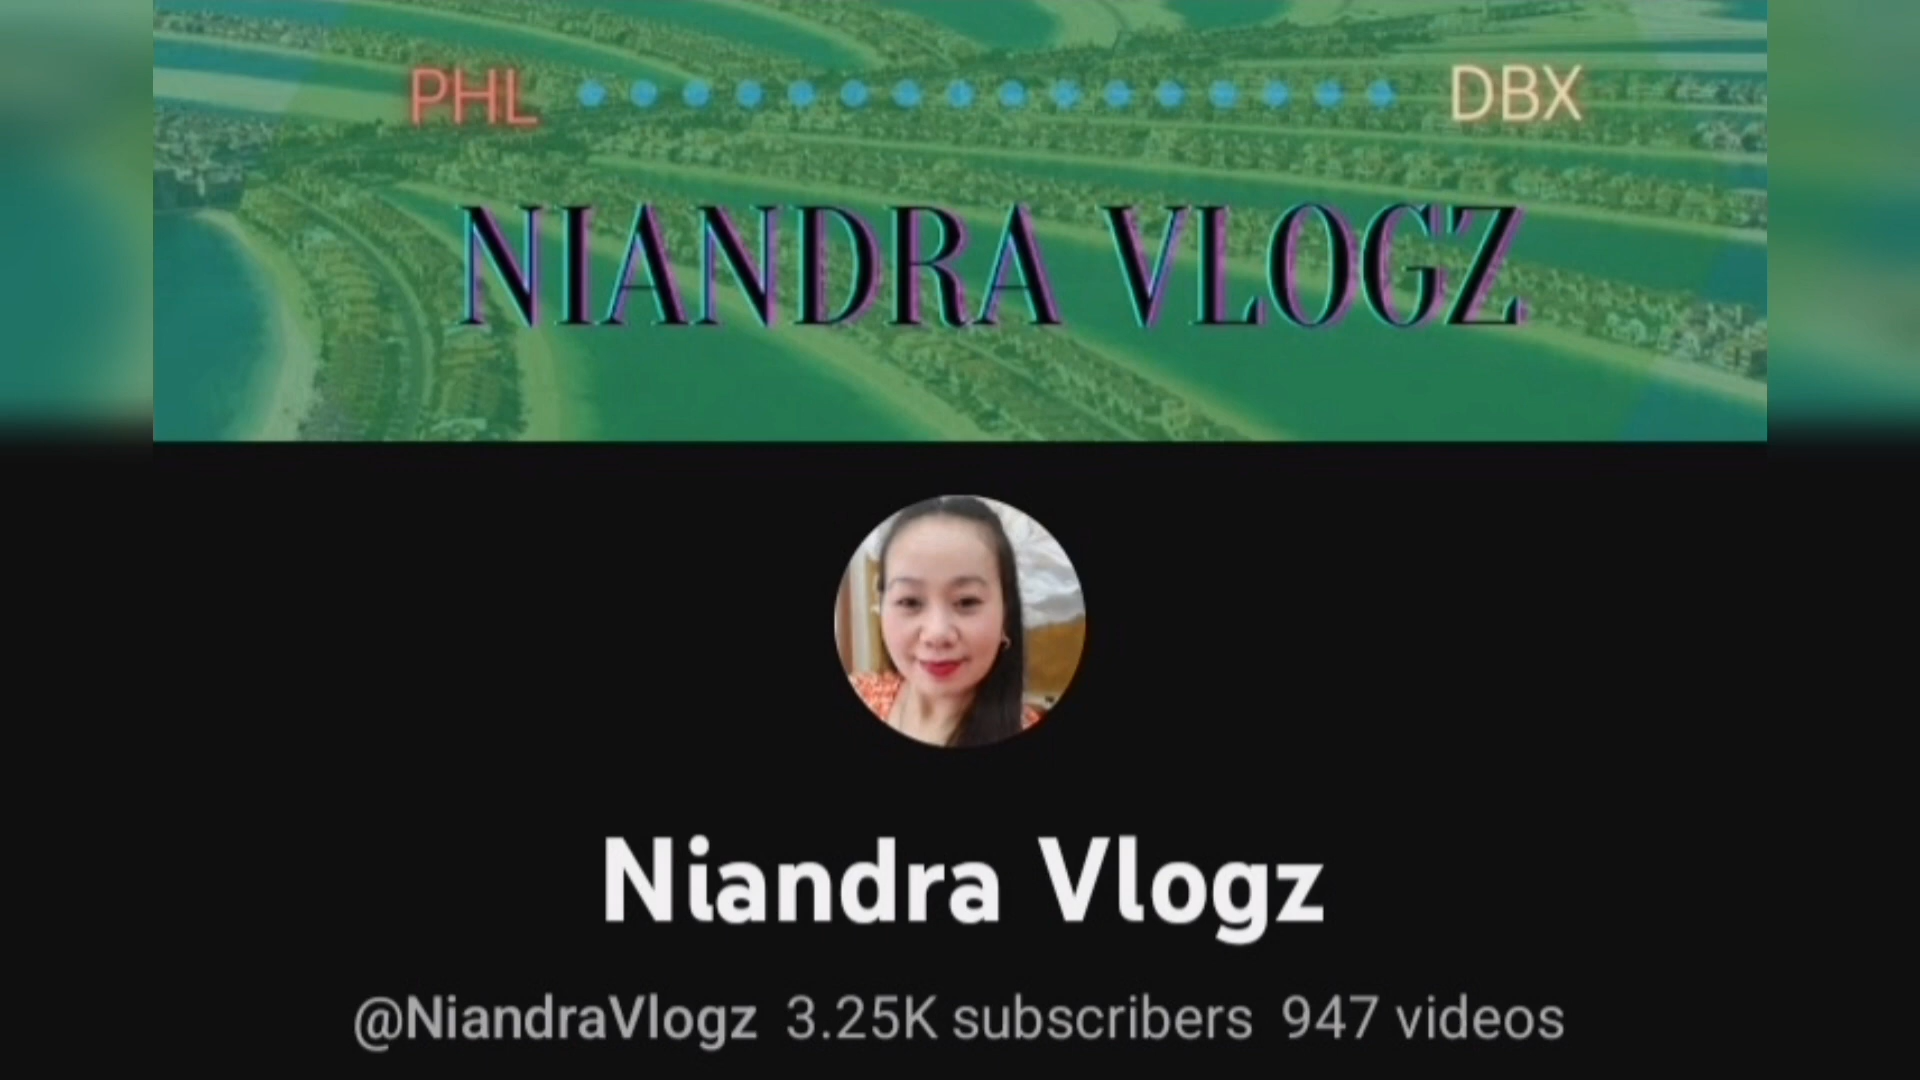 PHL DBX
NIANDRA VLOGZ
Niandra Vlogz
@NiandraVlogz 3.25K subscribers 947 videos